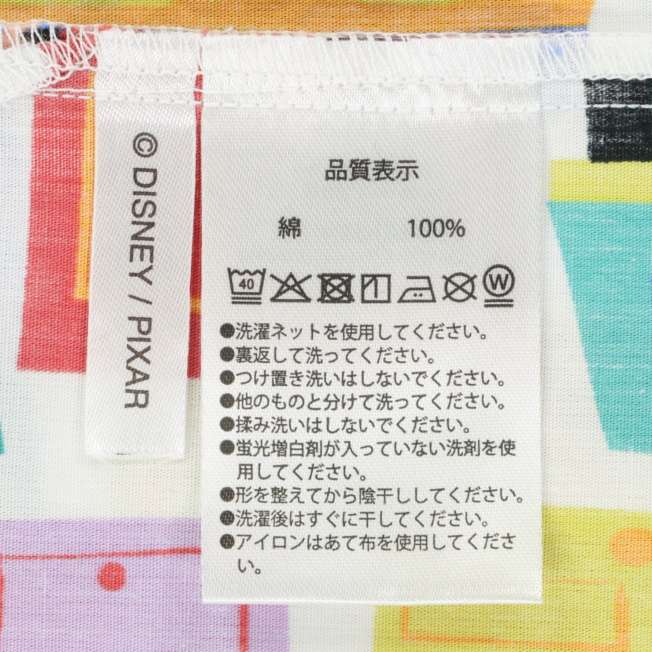 © DISNEY / PIXAR
品質表示
綿 100%
40 W
●洗濯ネットを使用してください。
●裏返して洗ってください。
●つけ置き洗いはしないでください。
●他のものと分けて洗ってください。
●揉み洗いはしないでください。
●蛍光増白剤が入っていない洗剤を使
用してください。
●形を整えてから陰干ししてください。
●洗濯後はすぐに干してください。
●アイロンはあて布を使用してくださ
い。